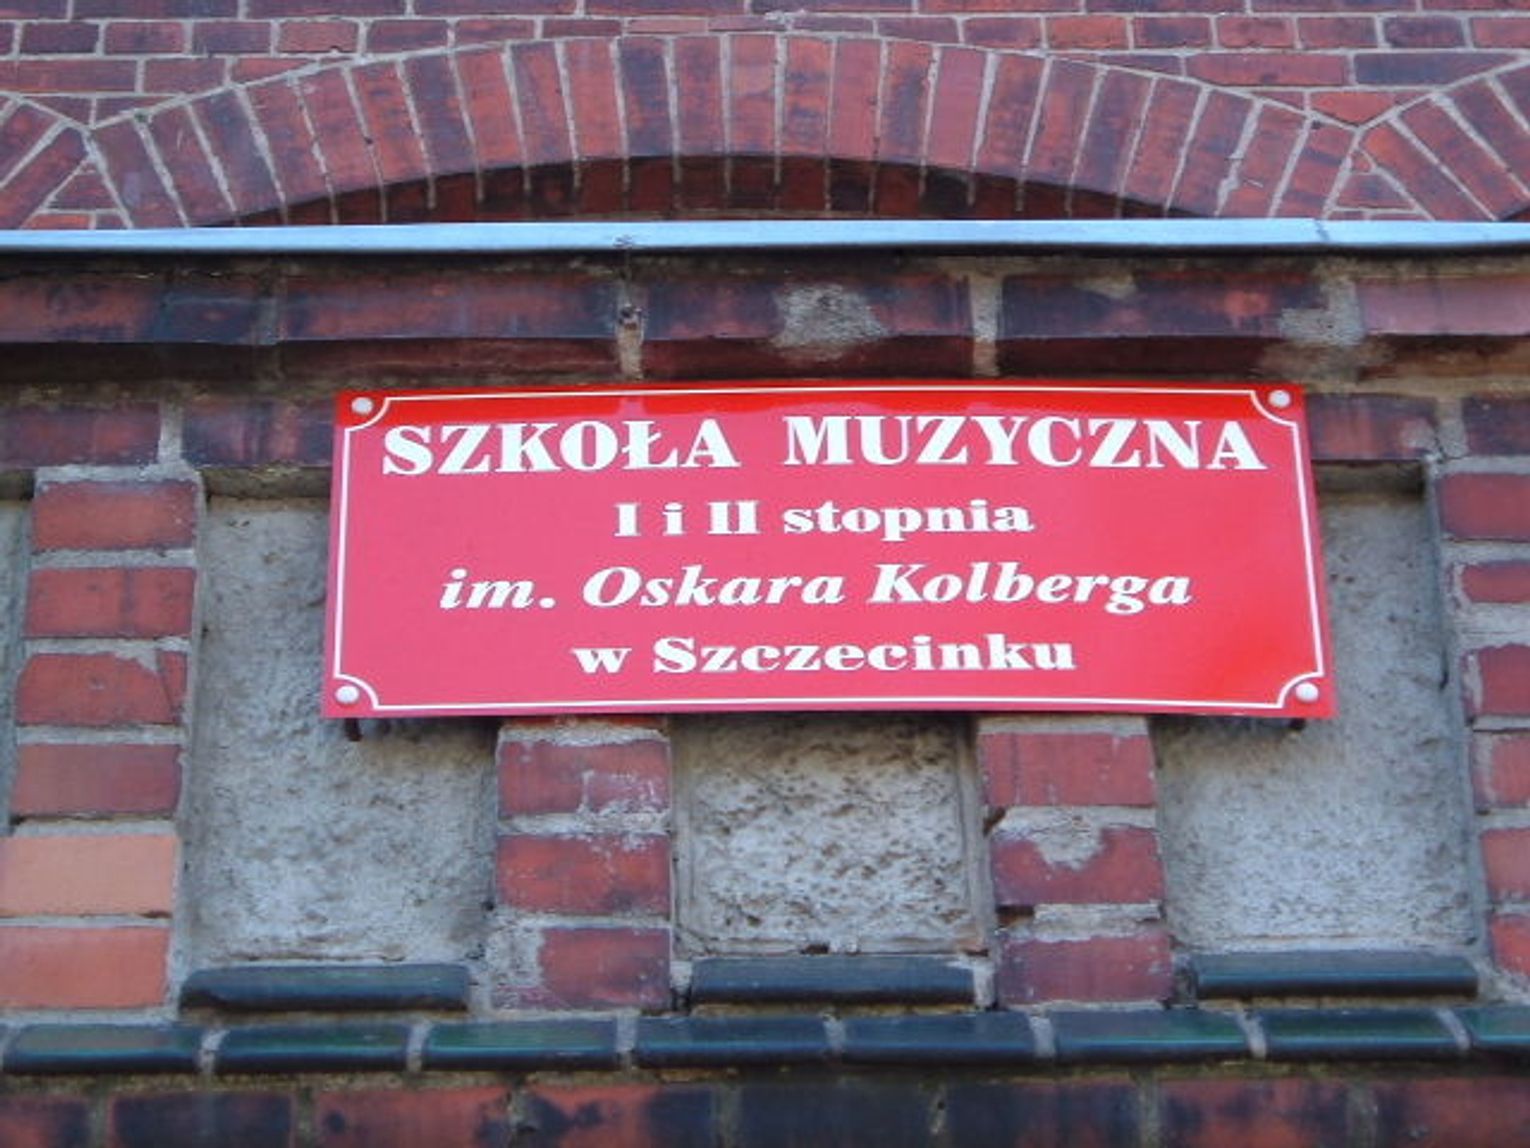 SZKOŁA MUZYCZNA
I i II stopnia
im. Oskara Kolberga
w Szczecinku